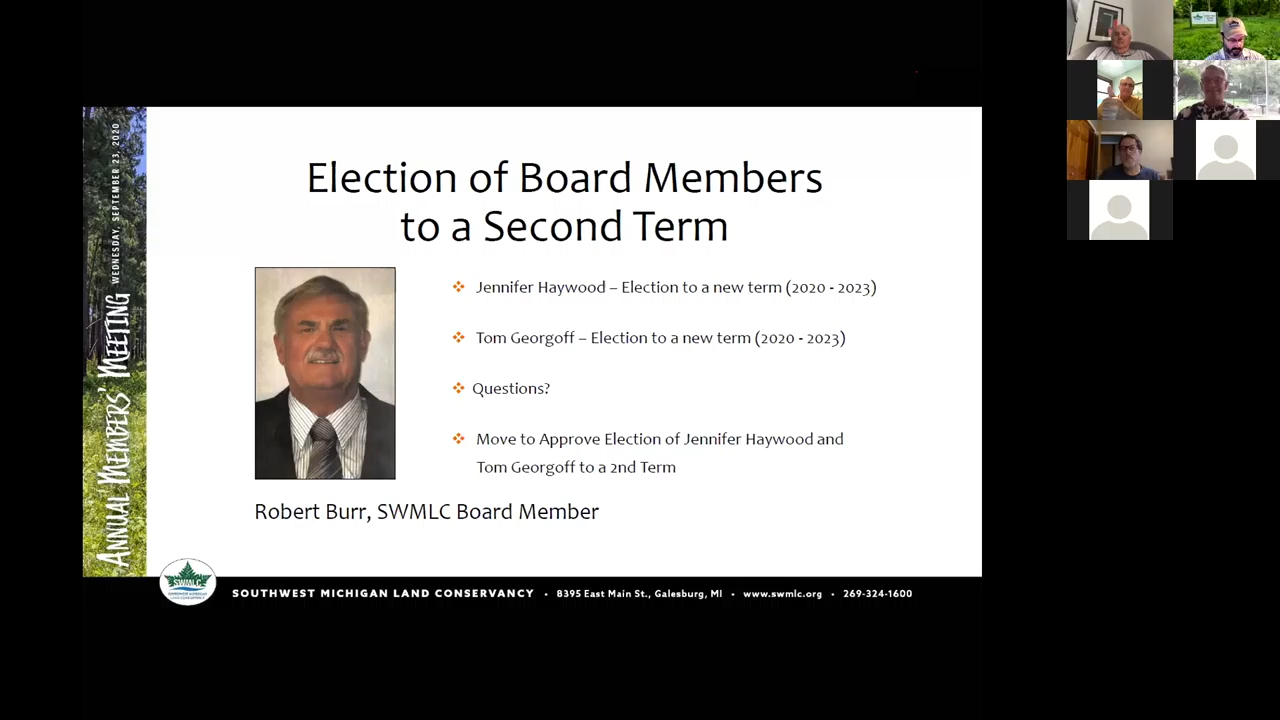 Election of Board Members
to a Second Term
❖ Jennifer Haywood – Election to a new term (2020 - 2023)
❖ Tom Georgoff – Election to a new term (2020 - 2023)
❖ Questions?
❖ Move to Approve Election of Jennifer Haywood and
Tom Georgoff to a 2nd Term
Robert Burr, SWMLC Board Member
ANNUAL MEMBERS' MEETING
WEDNESDAY, SEPTEMBER 23, 2020
SWMLC
SOUTHWEST MICHIGAN LAND CONSERVANCY • 8395 East Main St., Galesburg, MI • www.swmlc.org • 269-324-1600